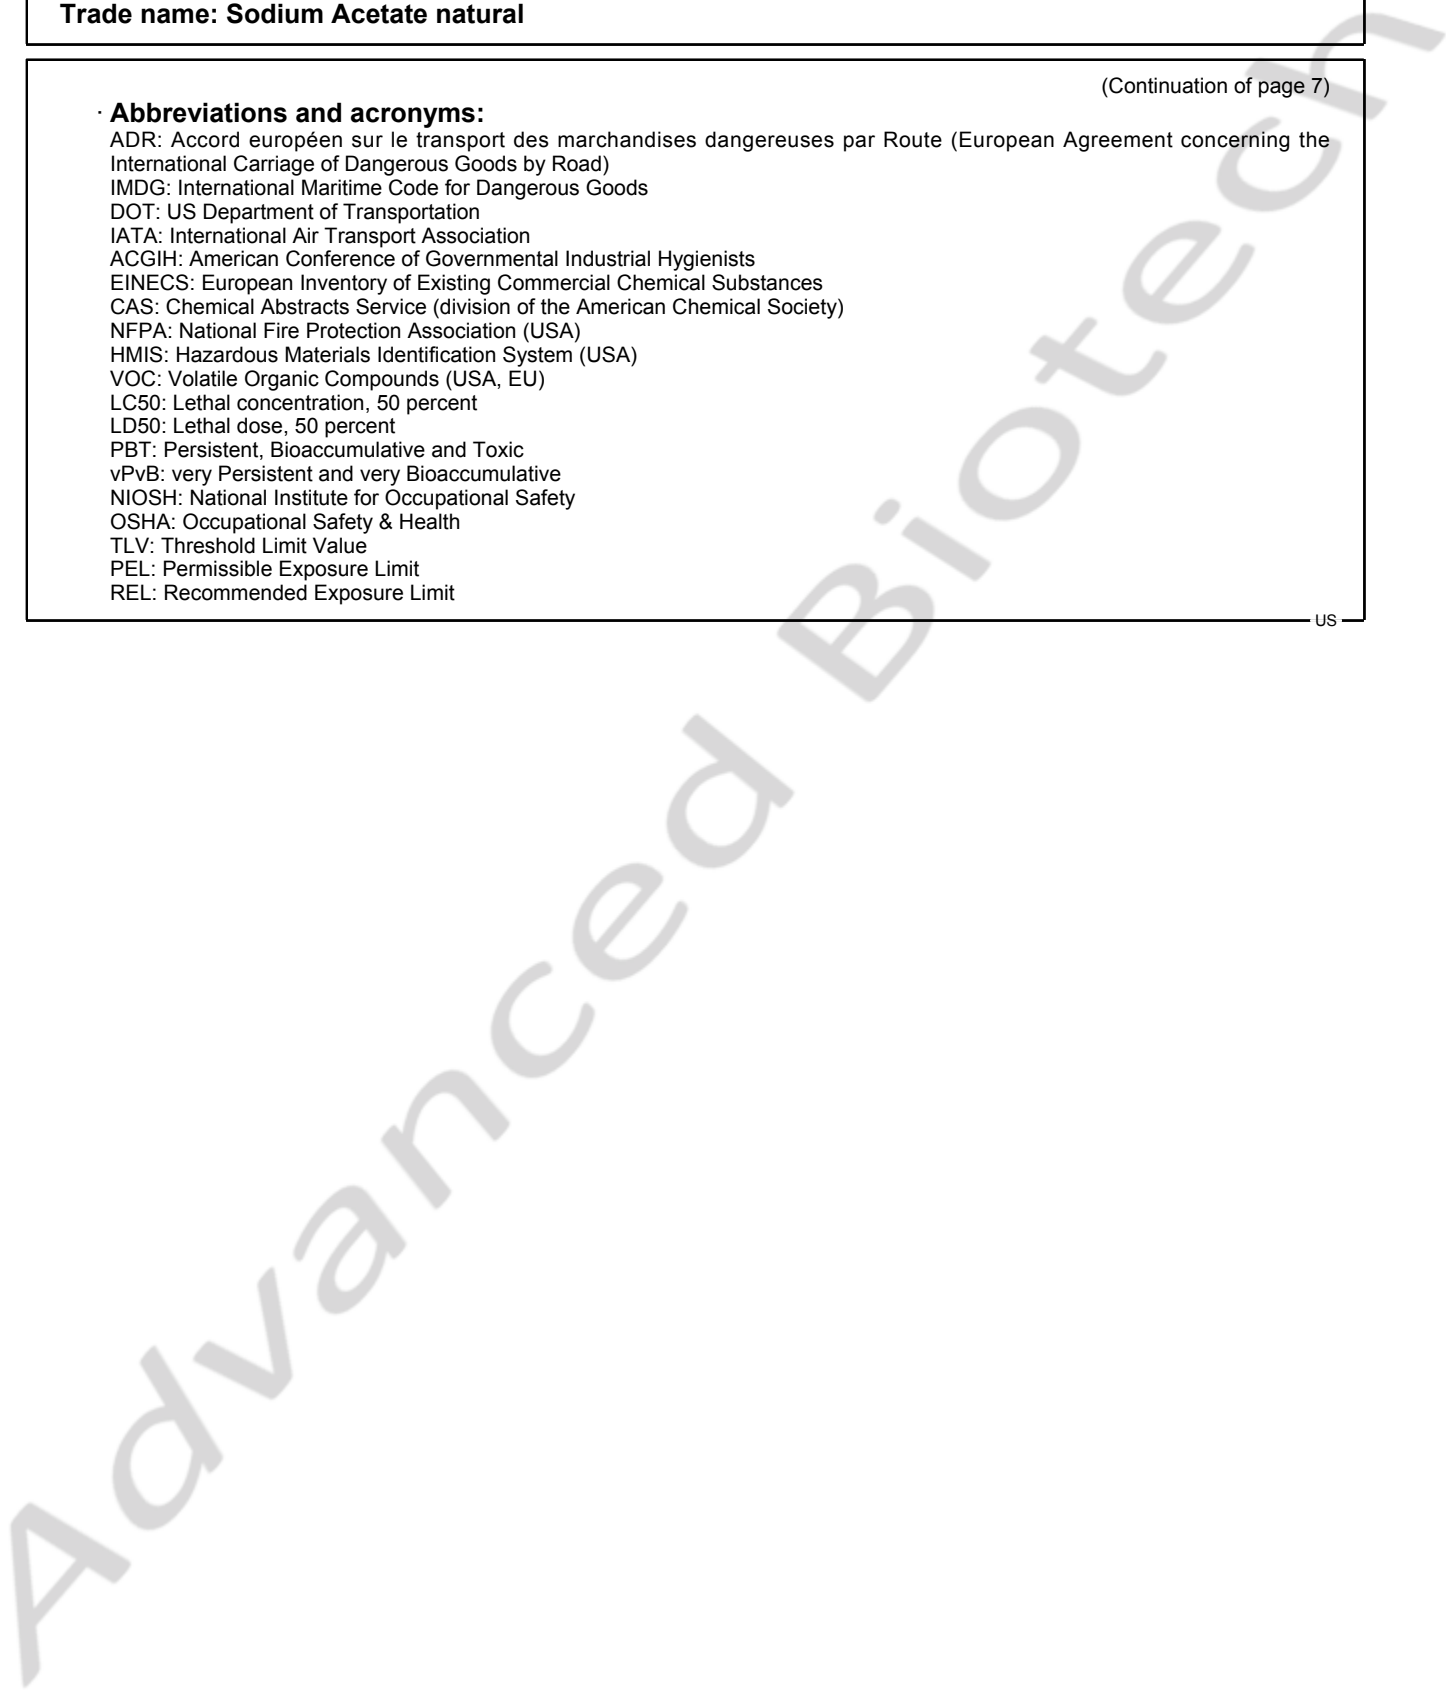 Trade name: Sodium Acetate natural
(Continuation of page 7)
· Abbreviations and acronyms:
ADR: Accord européen sur le transport des marchandises dangereuses par Route (European Agreement concerning the
International Carriage of Dangerous Goods by Road)
IMDG: International Maritime Code for Dangerous Goods
DOT: US Department of Transportation
IATA: International Air Transport Association
ACGIH: American Conference of Governmental Industrial Hygienists
EINECS: European Inventory of Existing Commercial Chemical Substances
CAS: Chemical Abstracts Service (division of the American Chemical Society)
NFPA: National Fire Protection Association (USA)
HMIS: Hazardous Materials Identification System (USA)
VOC: Volatile Organic Compounds (USA, EU)
LC50: Lethal concentration, 50 percent
LD50: Lethal dose, 50 percent
PBT: Persistent, Bioaccumulative and Toxic
vPvB: very Persistent and very Bioaccumulative
NIOSH: National Institute for Occupational Safety
OSHA: Occupational Safety & Health
TLV: Threshold Limit Value
PEL: Permissible Exposure Limit
REL: Recommended Exposure Limit
US
Advanced Biotech